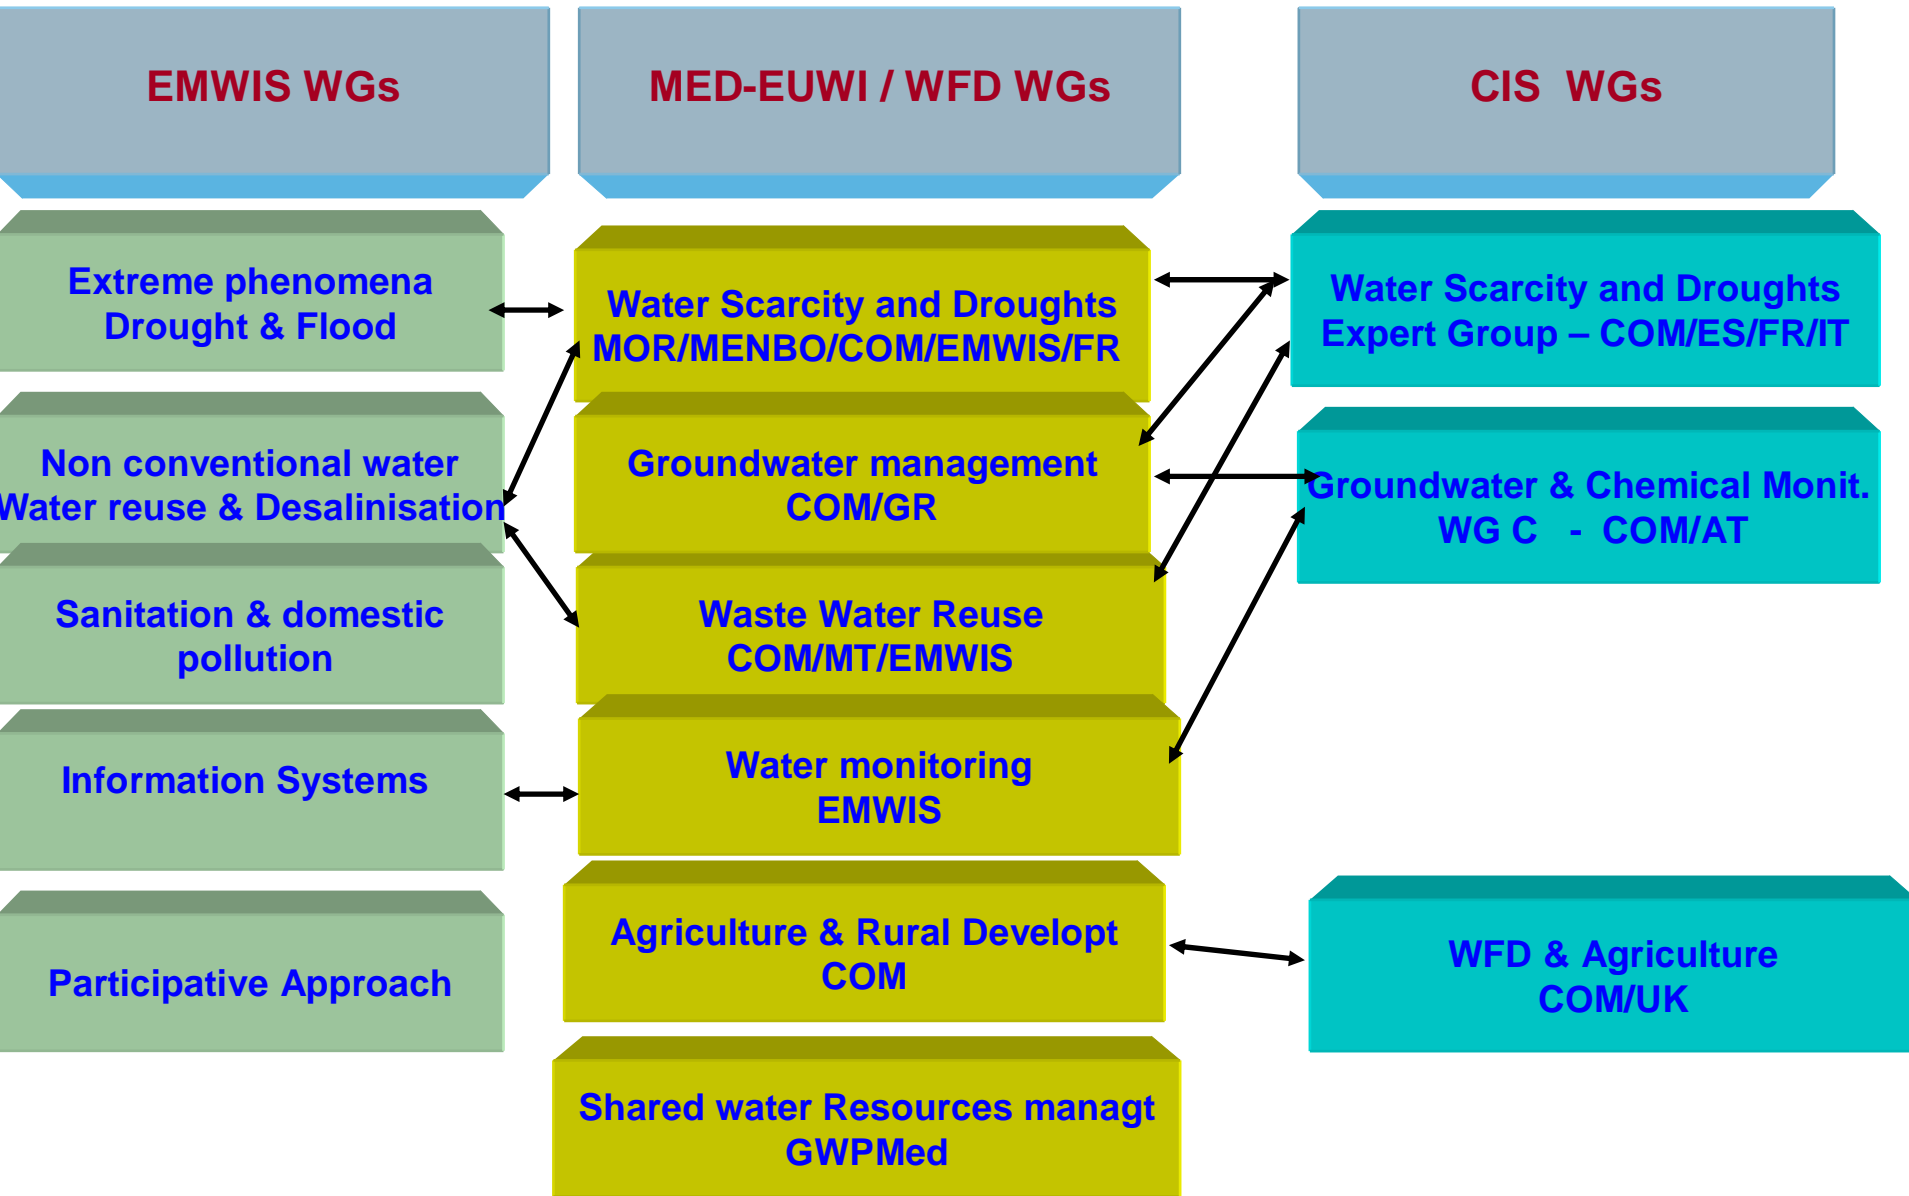 EMWIS WGs
MED-EUWI / WFD WGs
CIS WGs
Extreme phenomena
Drought & Flood
Non conventional water
Water reuse & Desalinisation
Sanitation & domestic
pollution
Information Systems
Participative Approach
Water Scarcity and Droughts
MOR/MENBO/COM/EMWIS/FR
Groundwater management
COM/GR
Waste Water Reuse
COM/MT/EMWIS
Water monitoring
EMWIS
Agriculture & Rural Developt
COM
Shared water Resources managt
GWPMed
Water Scarcity and Droughts
Expert Group – COM/ES/FR/IT
Groundwater & Chemical Monit.
WG C - COM/AT
WFD & Agriculture
COM/UK